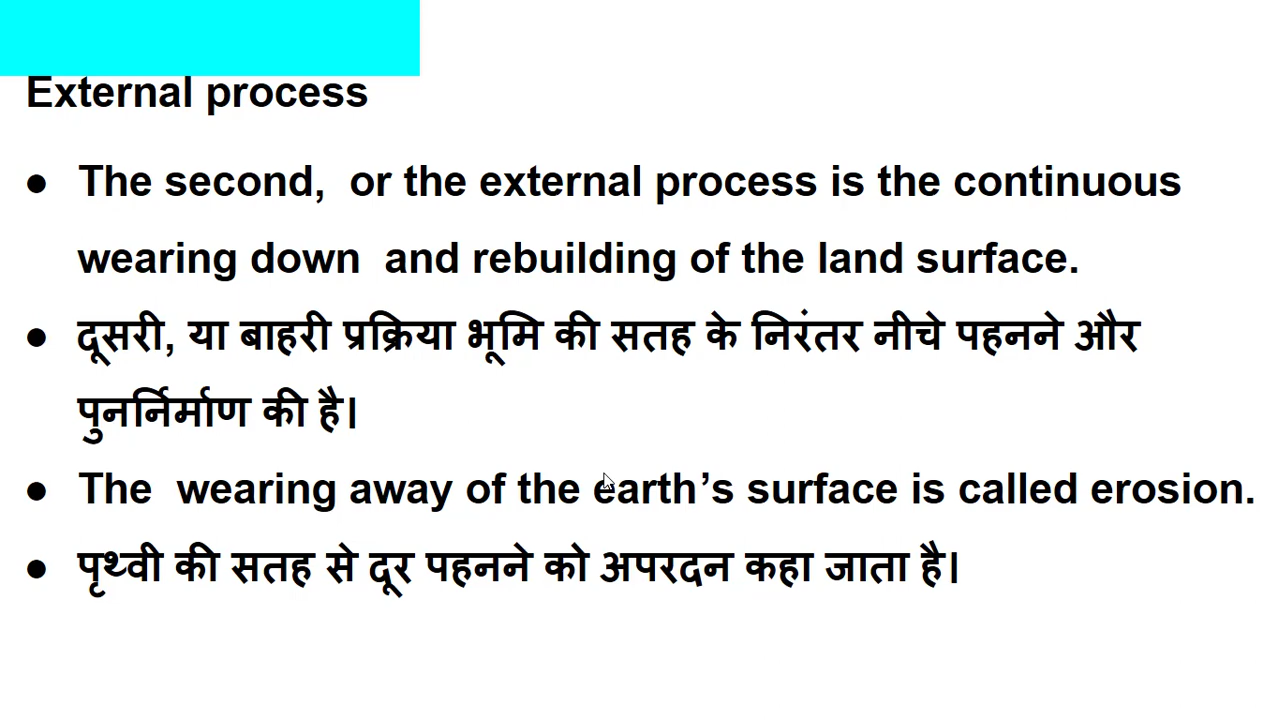 External process
● The second,  or the external process is the continuous
wearing down  and rebuilding of the land surface.
● दूसरी, या बाहरी प्रक्रिया भूमि की सतह के निरंतर नीचे पहनने और
पुनर्निर्माण की है।
● The  wearing away of the earth’s surface is called erosion.
● पृथ्वी की सतह से दूर पहनने को अपरदन कहा जाता है।